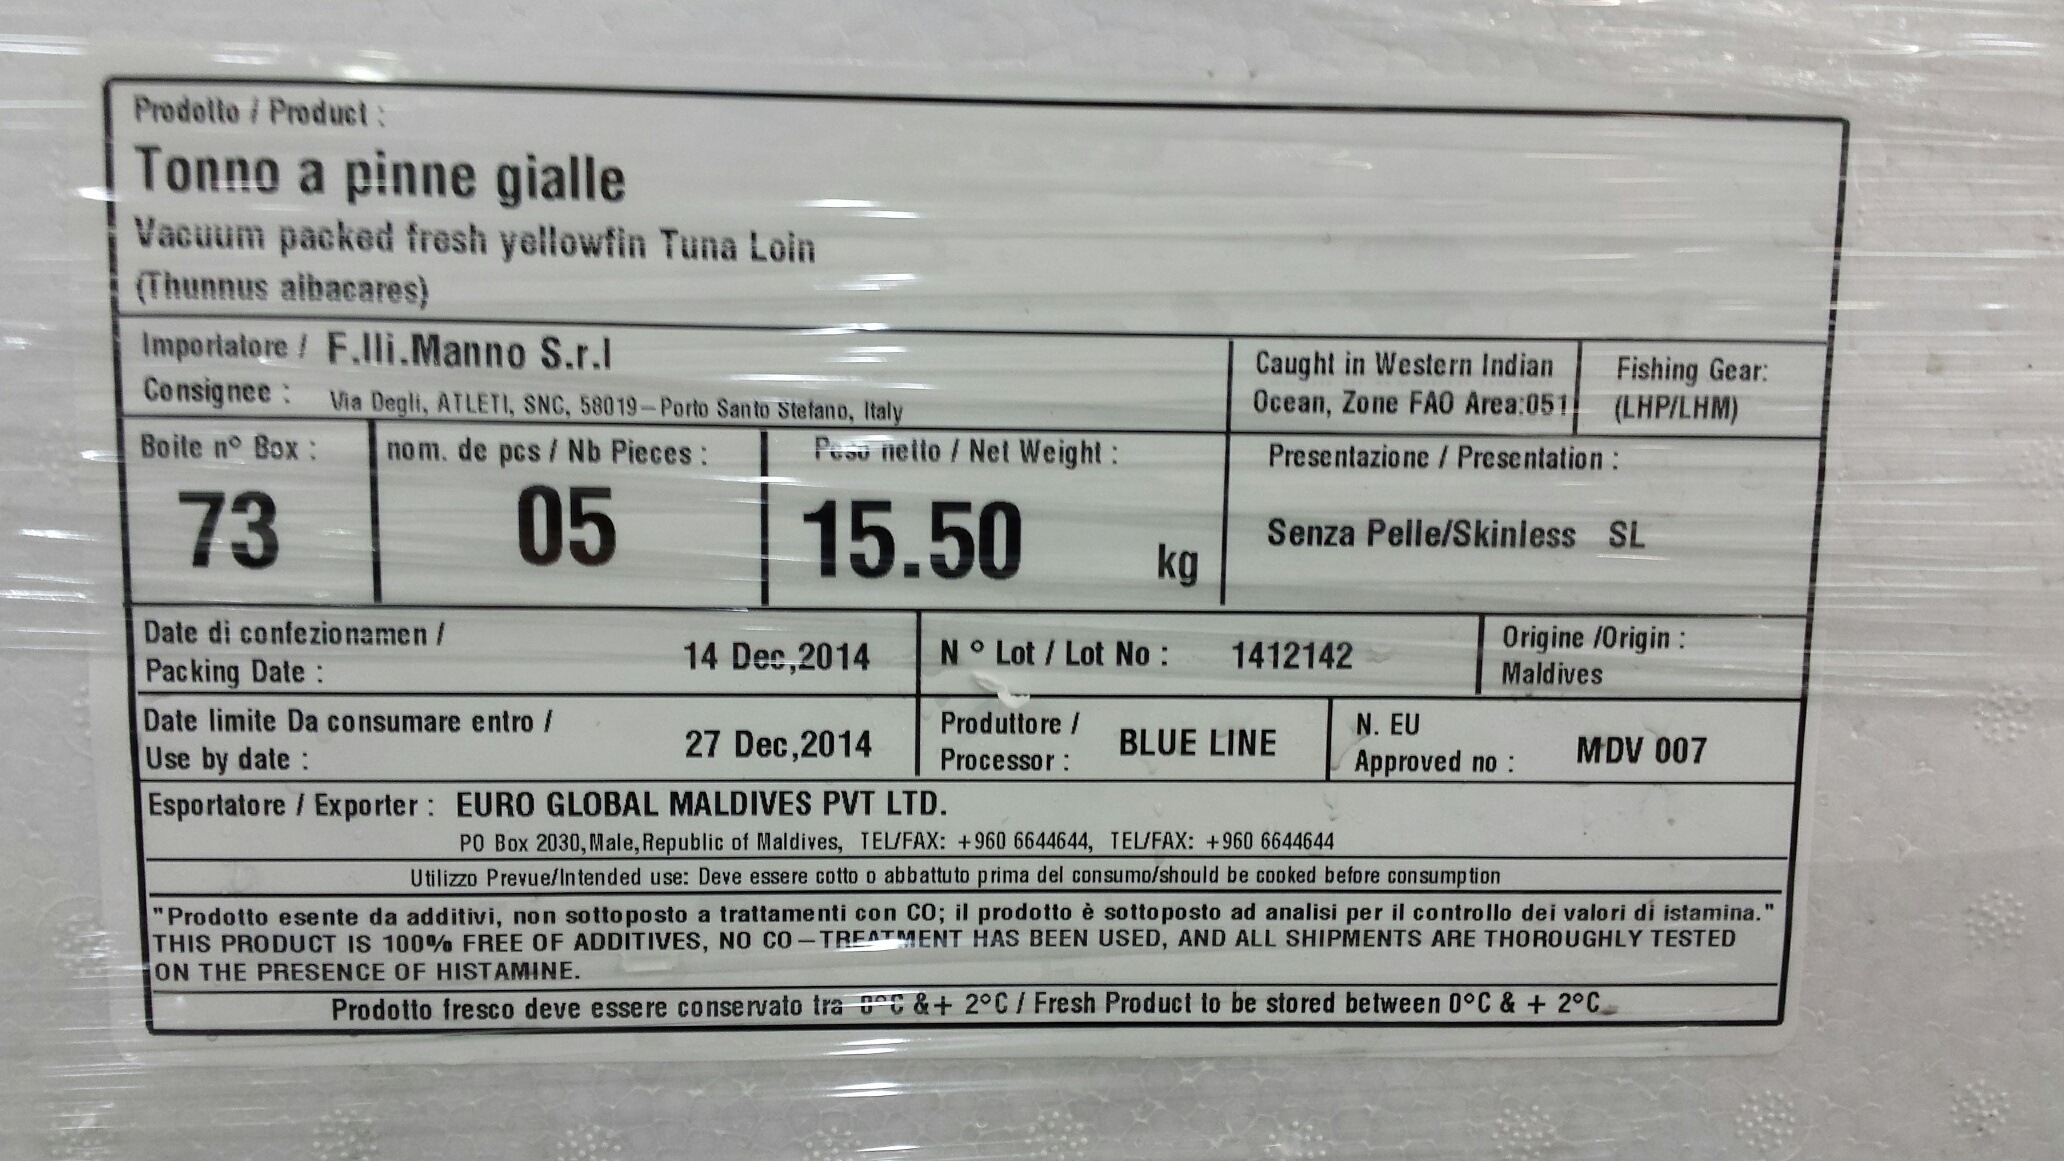 Prodotto / Product :
Tonno a pinne gialle
Vacuum packed fresh yellowfin Tuna Loin
(Thunnus albacares)
Importatore / F.lli.Manno S.r.l
Consignee : Via Degli, ATLETI, SNC, 58019 – Porto Santo Stefano, Italy
Caught in Western Indian
Ocean, Zone FAO Area:051
Fishing Gear:
(LHP/LHM)
Boite nº Box :
73
nom. de pcs / Nb Pieces :
05
Peso netto / Net Weight :
15.50 kg
Presentazione / Presentation :
Senza Pelle/Skinless SL
Date di confezionamen /
Packing Date :
14 Dec,2014
N º Lot / Lot No : 1412142
Origine /Origin :
Maldives
Date limite Da consumare entro /
Use by date :
27 Dec,2014
Produttore /
Processor :
BLUE LINE
N. EU
Approved no :
MDV 007
Esportatore / Exporter : EURO GLOBAL MALDIVES PVT LTD.
PO Box 2030, Male, Republic of Maldives, TEL/FAX: +960 6644644, TEL/FAX: +960 6644644
Utilizzo Prevue/Intended use: Deve essere cotto o abbattuto prima del consumo/should be cooked before consumption
"Prodotto esente da additivi, non sottoposto a trattamenti con CO; il prodotto è sottoposto ad analisi per il controllo dei valori di istamina."
THIS PRODUCT IS 100% FREE OF ADDITIVES, NO CO – TREATMENT HAS BEEN USED, AND ALL SHIPMENTS ARE THOROUGHLY TESTED
ON THE PRESENCE OF HISTAMINE.
Prodotto fresco deve essere conservato tra 0°C &+ 2°C / Fresh Product to be stored between 0°C & + 2°C